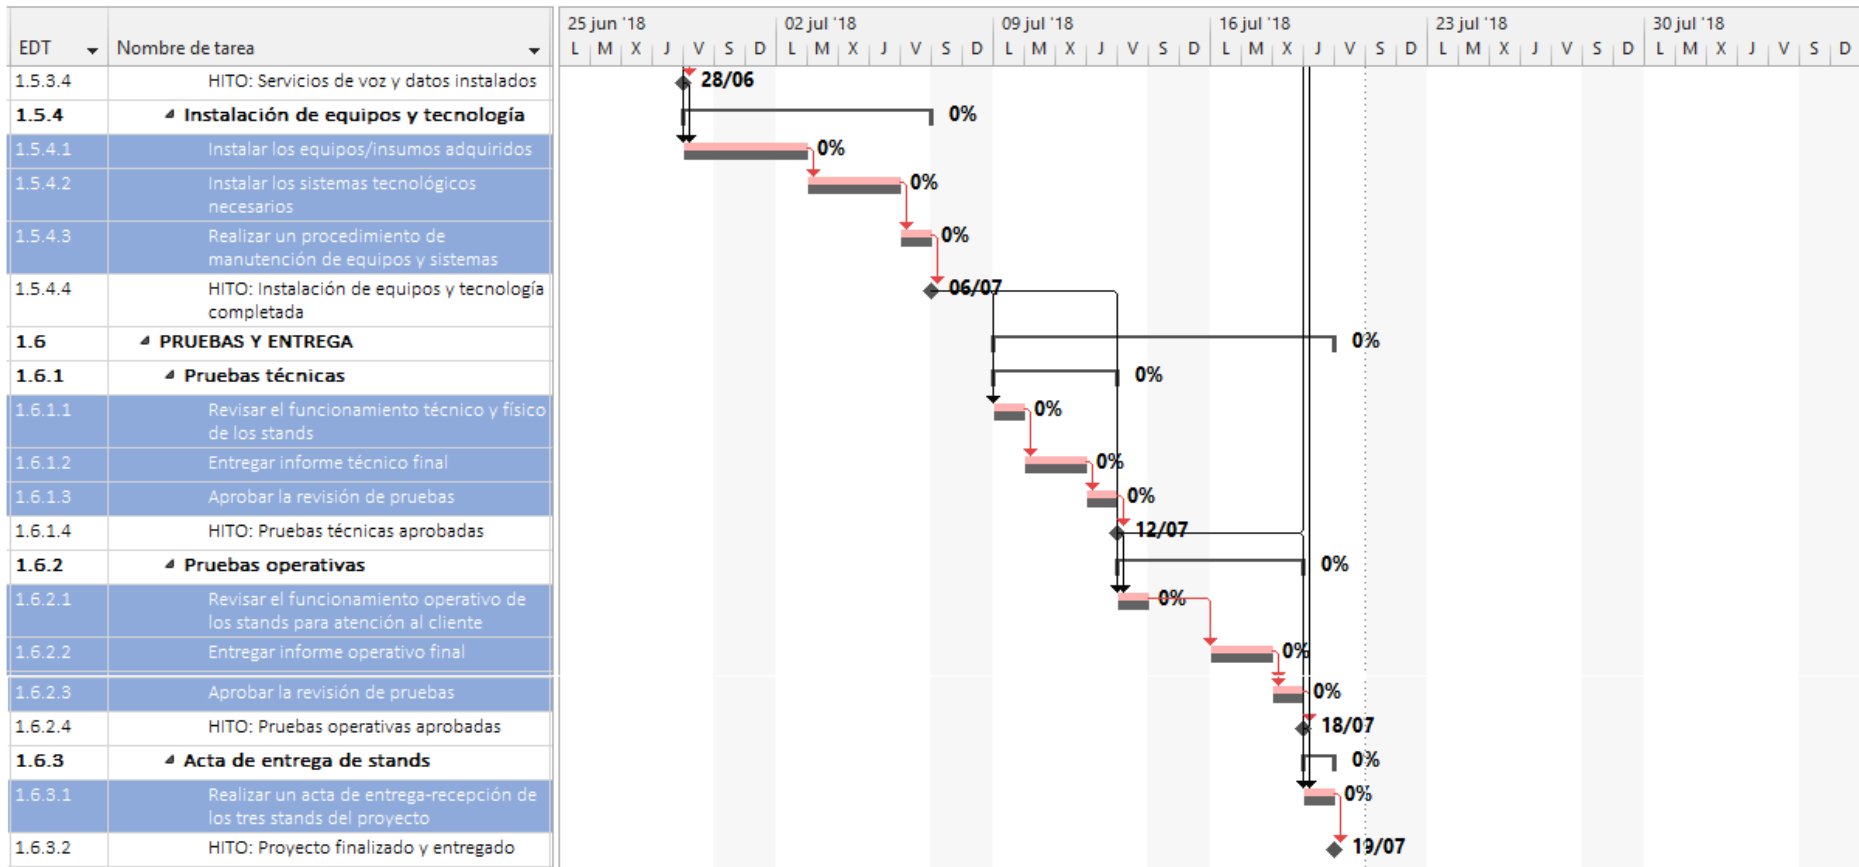 25 jun '18 02 jul '18 09 jul '18 16 jul '18 23 jul '18 30 jul '18
EDT Nombre de tarea L M X J V S D L M X J V S D L M X J V S D L M X J V S D L M X J V S D L M X J V S D
1.5.3.4 HITO: Servicios de voz y datos instalados 28/06
1.5.4 Instalación de equipos y tecnología 0%
1.5.4.1 Instalar los equipos/insumos adquiridos 0%
1.5.4.2 Instalar los sistemas tecnológicos 0%
necesarios
1.5.4.3 Realizar un procedimiento de 0%
manutención de equipos y sistemas
1.5.4.4 HITO: Instalación de equipos y tecnología 06/07
completada
1.6 PRUEBAS Y ENTREGA 0%
1.6.1 Pruebas técnicas 0%
1.6.1.1 Revisar el funcionamiento técnico y físico 0%
de los stands
1.6.1.2 Entregar informe técnico final 0%
1.6.1.3 Aprobar la revisión de pruebas 0%
1.6.1.4 HITO: Pruebas técnicas aprobadas 12/07
1.6.2 Pruebas operativas 0%
1.6.2.1 Revisar el funcionamiento operativo de 0%
los stands para atención al cliente
1.6.2.2 Entregar informe operativo final 0%
1.6.2.3 Aprobar la revisión de pruebas 0%
1.6.2.4 HITO: Pruebas operativas aprobadas 18/07
1.6.3 Acta de entrega de stands 0%
1.6.3.1 Realizar un acta de entrega-recepción de 0%
los tres stands del proyecto
1.6.3.2 HITO: Proyecto finalizado y entregado 19/07